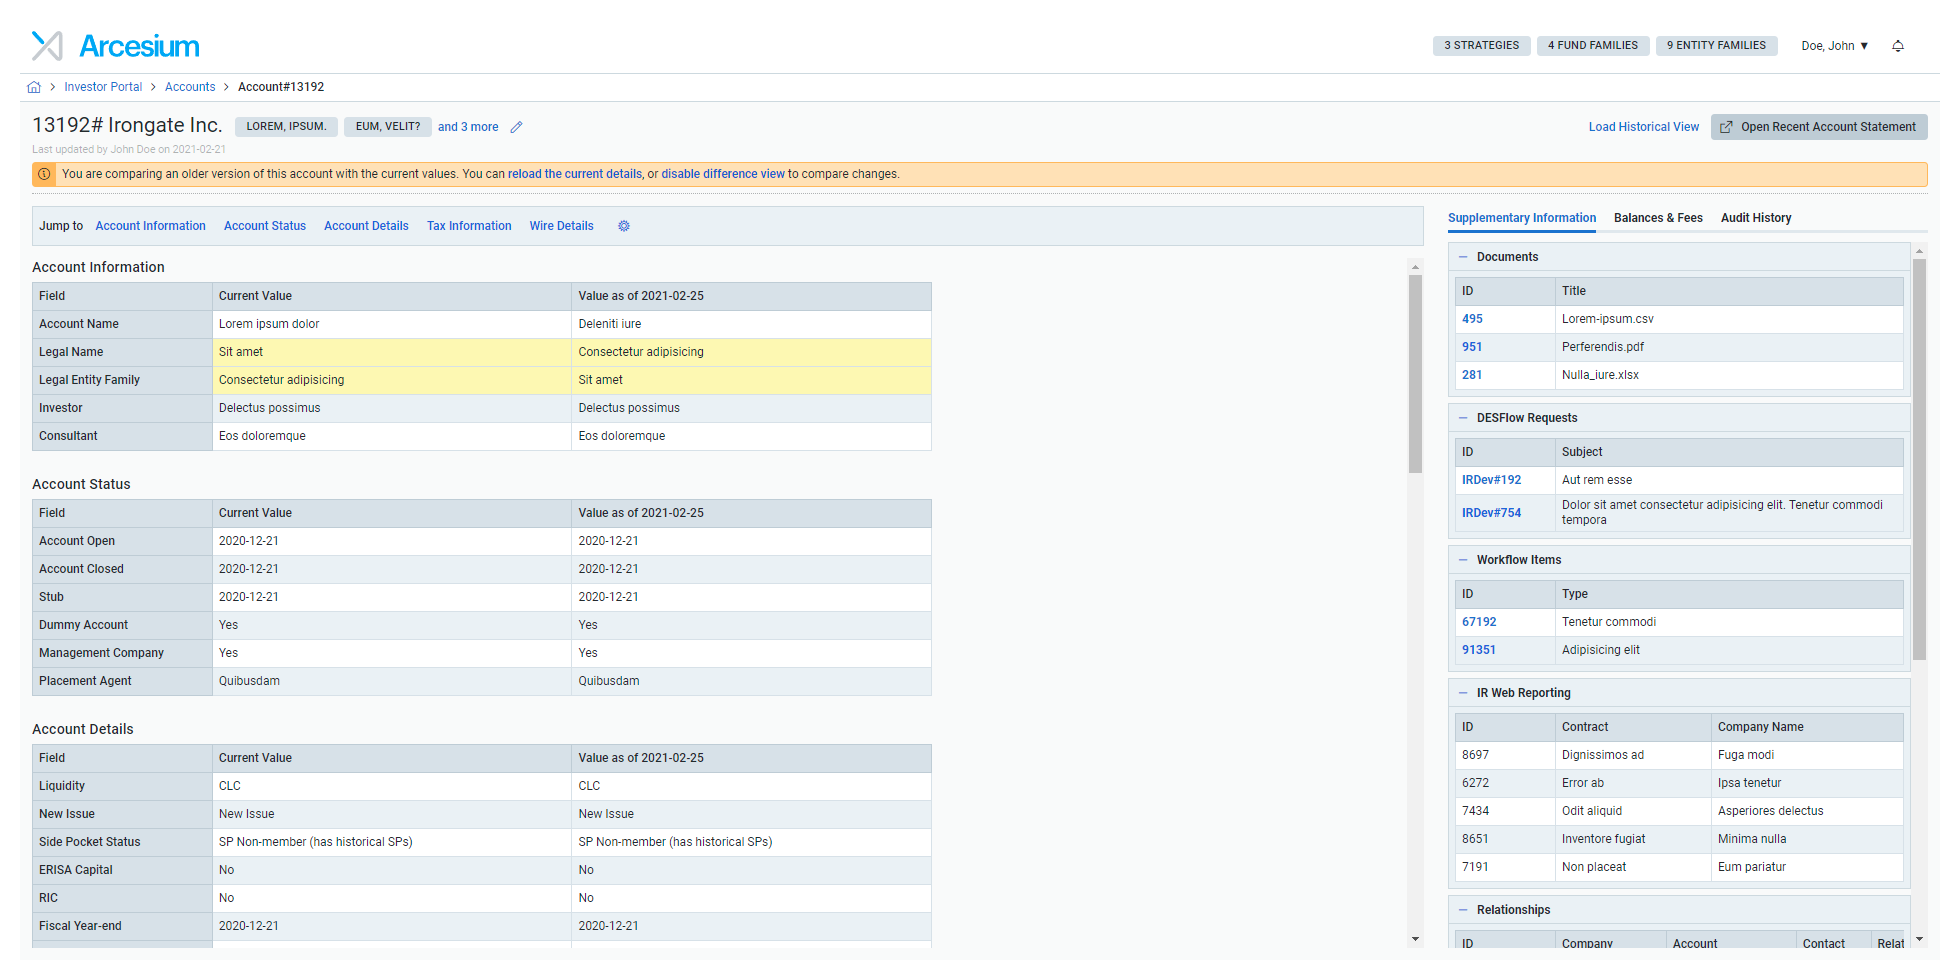 Arcesium
3 STRATEGIES 4 FUND FAMILIES 9 ENTITY FAMILIES Doe, John ▼
> Investor Portal > Accounts > Account#13192
13192# Irongate Inc. LOREM, IPSUM. EUM, VELIT? and 3 more
Load Historical View Open Recent Account Statement
Last updated by John Doe on 2021-02-21
You are comparing an older version of this account with the current values. You can reload the current details, or disable difference view to compare changes.
Jump to Account Information Account Status Account Details Tax Information Wire Details
Account Information
Field Current Value Value as of 2021-02-25
Account Name Lorem ipsum dolor Deleniti iure
Legal Name Sit amet Consectetur adipisicing
Legal Entity Family Consectetur adipisicing Sit amet
Investor Delectus possimus Delectus possimus
Consultant Eos doloremque Eos doloremque
Account Status
Field Current Value Value as of 2021-02-25
Account Open 2020-12-21 2020-12-21
Account Closed 2020-12-21 2020-12-21
Stub 2020-12-21 2020-12-21
Dummy Account Yes Yes
Management Company Yes Yes
Placement Agent Quibusdam Quibusdam
Account Details
Field Current Value Value as of 2021-02-25
Liquidity CLC CLC
New Issue New Issue New Issue
Side Pocket Status SP Non-member (has historical SPs) SP Non-member (has historical SPs)
ERISA Capital No No
RIC No No
Fiscal Year-end 2020-12-21 2020-12-21
Supplementary Information Balances & Fees Audit History
Documents
ID Title
495 Lorem-ipsum.csv
951 Perferendis.pdf
281 Nulla_iure.xlsx
DESFlow Requests
ID Subject
IRDev#192 Aut rem esse
IRDev#754 Dolor sit amet consectetur adipisicing elit. Tenetur commodi
tempora
Workflow Items
ID Type
67192 Tenetur commodi
91351 Adipisicing elit
IR Web Reporting
ID Contract Company Name
8697 Dignissimos ad Fuga modi
6272 Error ab Ipsa tenetur
7434 Odit aliquid Asperiores delectus
8651 Inventore fugiat Minima nulla
7191 Non placeat Eum pariatur
Relationships
ID Company Account Contact Relat